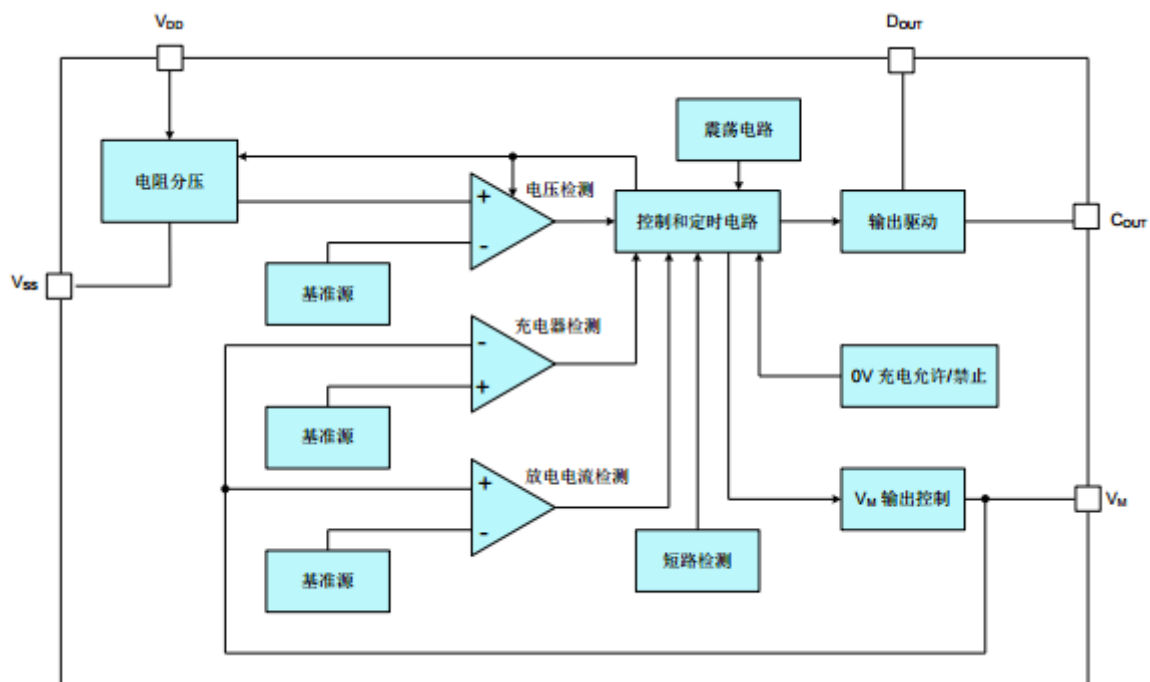 VDD
DOUT
震荡电路
电阻分压
+
电压检测
-
控制和定时电路
输出驱动
COUT
VSS
基准源
充电器检测
-
+
0V 充电允许/禁止
基准源
放电电流检测
+
-
VM 输出控制
VM
短路检测
基准源